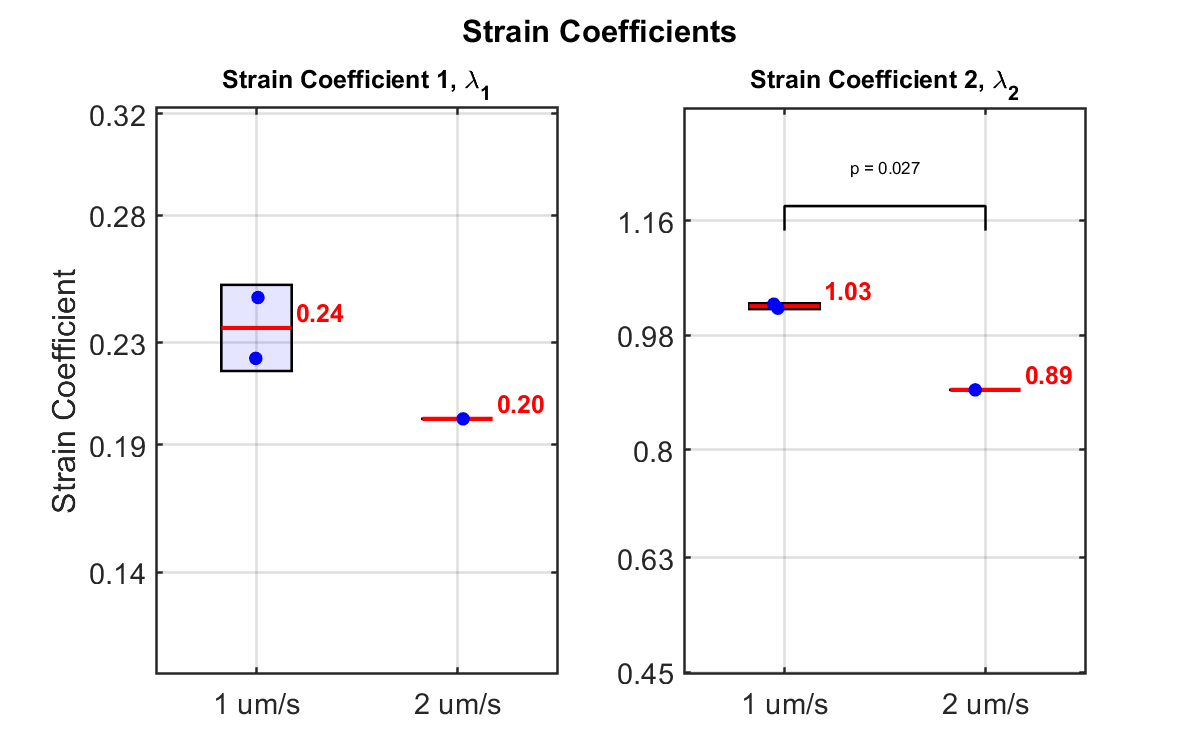 Strain Coefficients
Strain Coefficient 1, λ1
Strain Coefficient
0.32
0.28
0.23
0.19
0.14
0.24
0.20
1 um/s
2 um/s
Strain Coefficient 2, λ2
1.16
0.98
0.8
0.63
0.45
p = 0.027
1.03
0.89
1 um/s
2 um/s